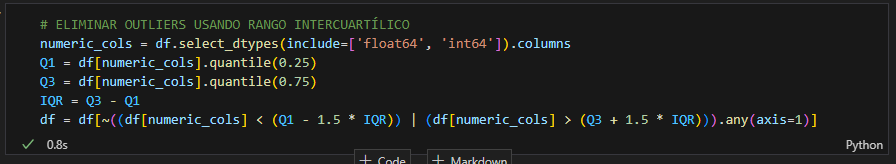 # ELIMINAR OUTLIERS USANDO RANGO INTERCUARTÍLICO
numeric_cols = df.select_dtypes(include=['float64', 'int64']).columns
Q1 = df[numeric_cols].quantile(0.25)
Q3 = df[numeric_cols].quantile(0.75)
IQR = Q3 - Q1
df = df[~((df[numeric_cols] < (Q1 - 1.5 * IQR)) | (df[numeric_cols] > (Q3 + 1.5 * IQR))).any(axis=1)]
0.8s Python
+ Code + Markdown